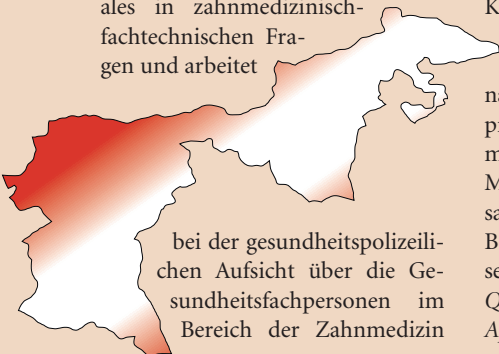 ales in zahnmedizinisch-
fachtechnischen Fra-
gen und arbeitet
bei der gesundheitspolizeili-
chen Aufsicht über die Ge-
sundheitsfachpersonen im
Bereich der Zahnmedizin